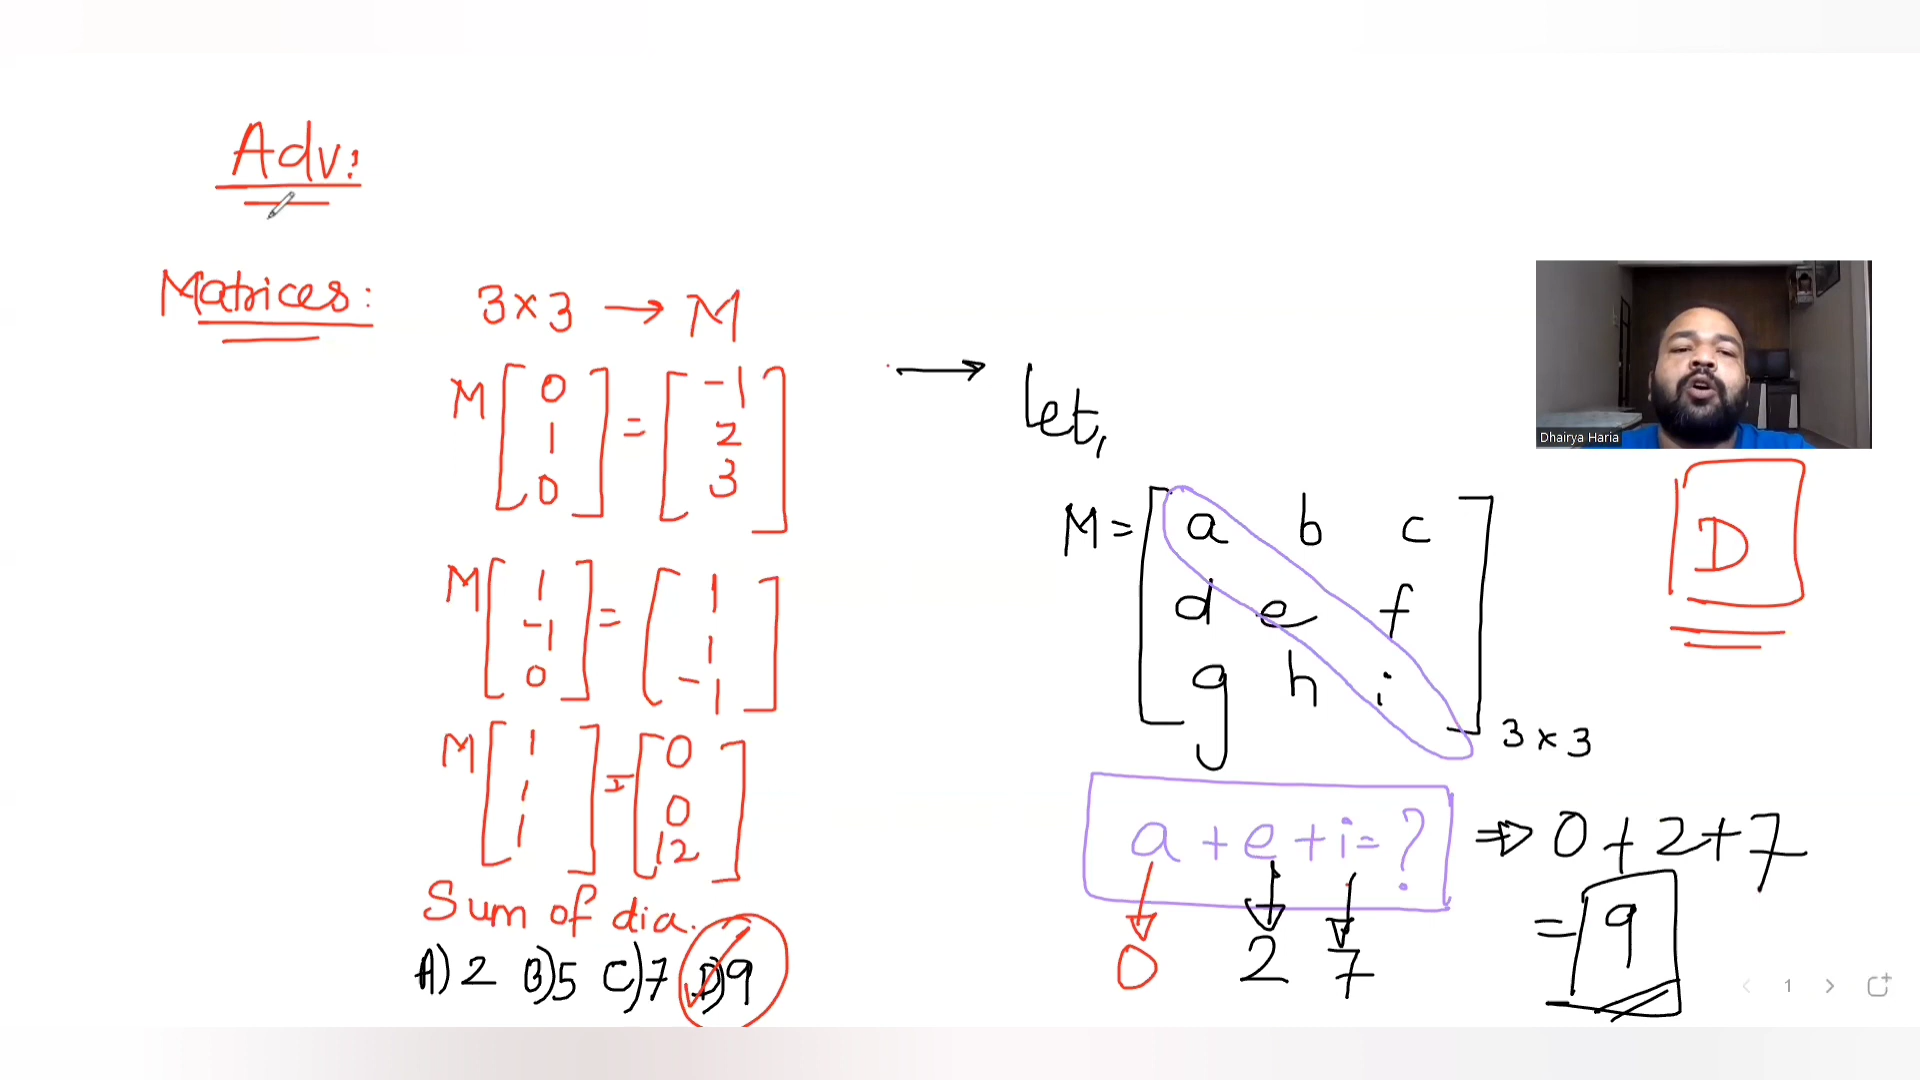 Adv:
Matrices: 3×3 → M
M [0 1 0] = [-1 2 3]
M [1 -1 0] = [1 1 -1]
M [1 1 1] = [0 0 12]
Sum of dia.
A) 2 B) 5 C) 7 D) 9
→ let,
M = [a b c
d e f
g h i] 3×3
a + e + i = ? ⇒ 0 + 2 + 7
0 2 7
= 9
Dhairya Haria
D
1